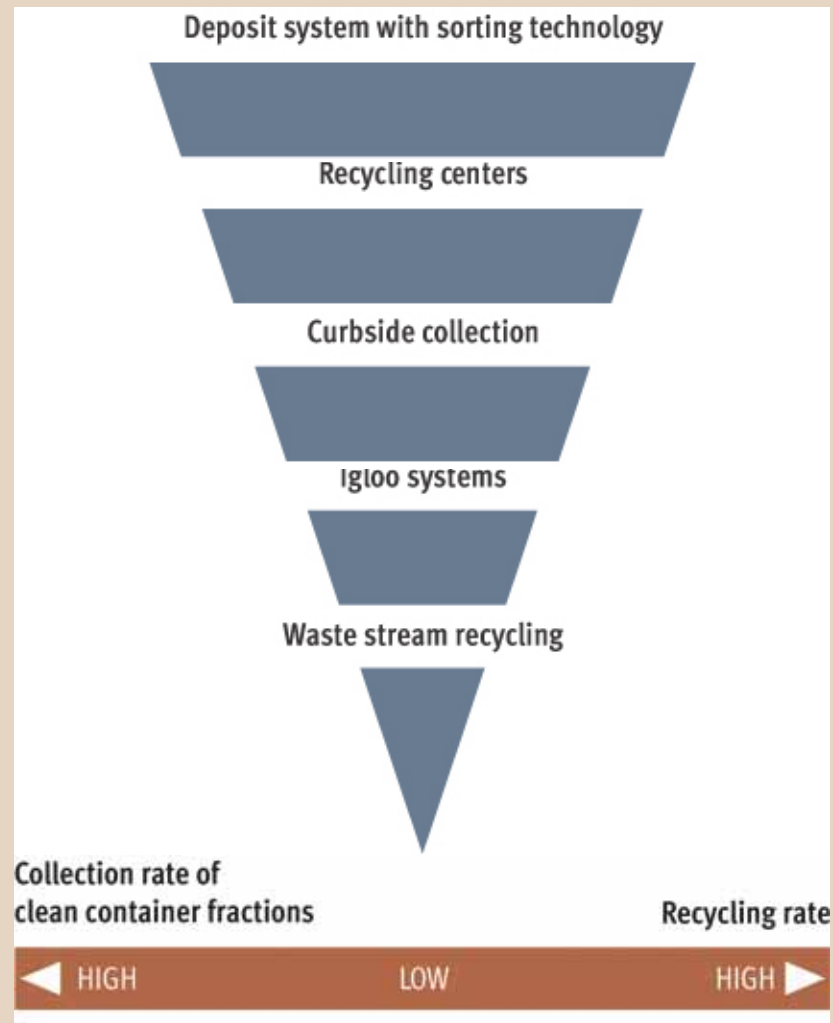 Deposit system with sorting technology
Recycling centers
Curbside collection
Igloo systems
Waste stream recycling
Collection rate of
clean container fractions
Recycling rate
HIGH LOW HIGH